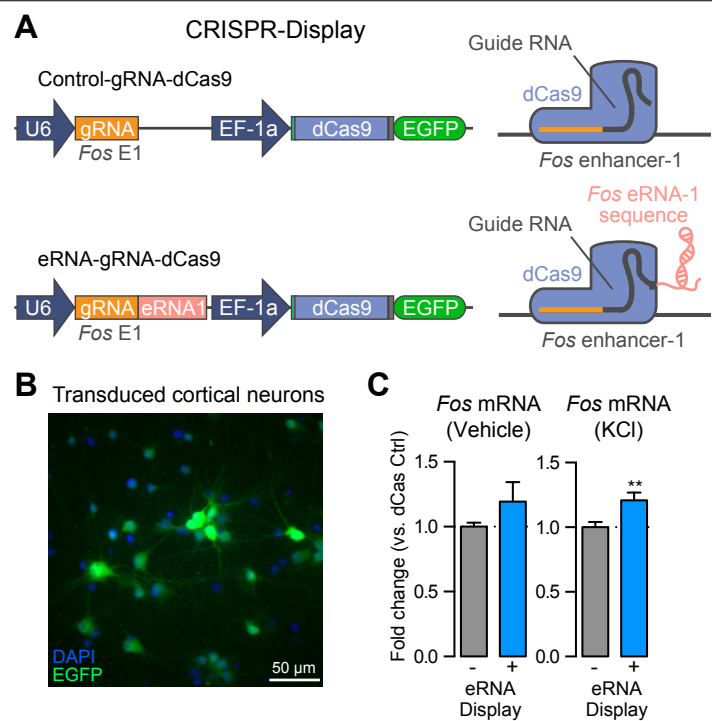 A
CRISPR-Display
Control-gRNA-dCas9
U6
gRNA
EF-1a
dCas9
EGFP
Fos E1
Guide RNA
dCas9
Fos enhancer-1
eRNA-gRNA-dCas9
U6
gRNA
eRNA1
EF-1a
dCas9
EGFP
Fos E1
Fos eRNA-1
sequence
Guide RNA
dCas9
Fos enhancer-1
B
Transduced cortical neurons
DAPI
EGFP
50 µm
C
Fos mRNA
(Vehicle)
Fos mRNA
(KCl)
Fold change (vs. dCas Ctrl)
1.5
1.0
0.5
0.0
- +
eRNA
Display
1.5
1.0
0.5
0.0
**
- +
eRNA
Display